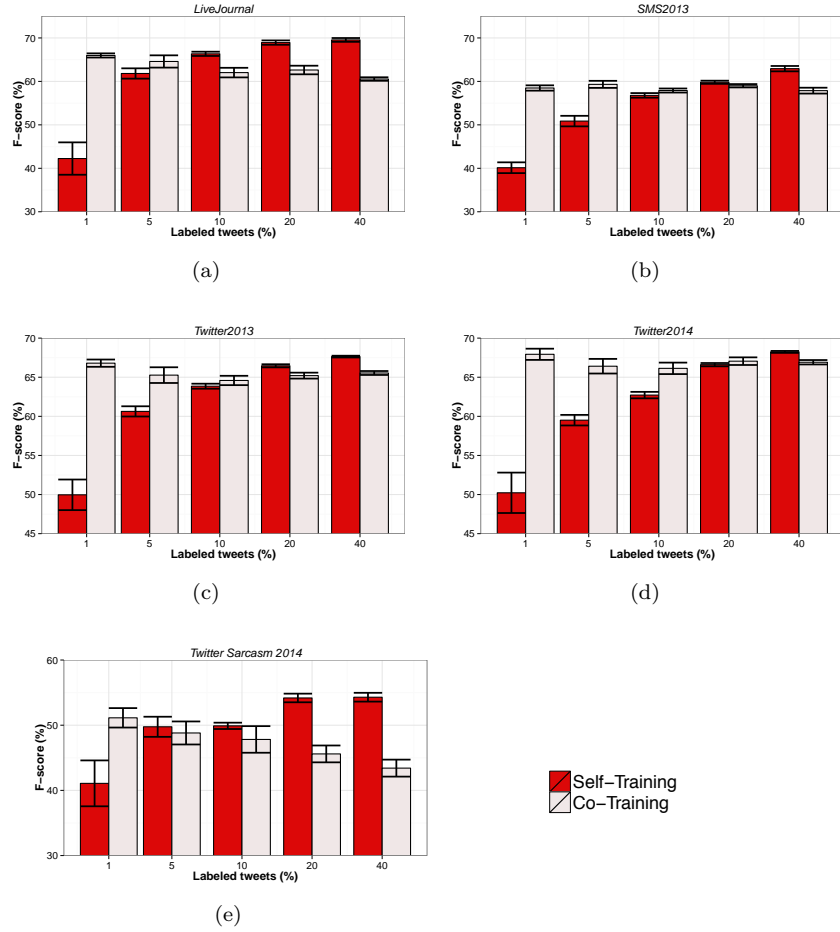 LiveJournal
F−score (%)
70
60
50
40
30
1 5 10 20 40
Labeled tweets (%)
(a)
SMS2013
F−score (%)
70
60
50
40
30
1 5 10 20 40
Labeled tweets (%)
(b)
Twitter2013
F−score (%)
70
65
60
55
50
45
1 5 10 20 40
Labeled tweets (%)
(c)
Twitter2014
F−score (%)
70
65
60
55
50
45
1 5 10 20 40
Labeled tweets (%)
(d)
Twitter Sarcasm 2014
F−score (%)
60
50
40
30
1 5 10 20 40
Labeled tweets (%)
(e)
Self−Training
Co−Training